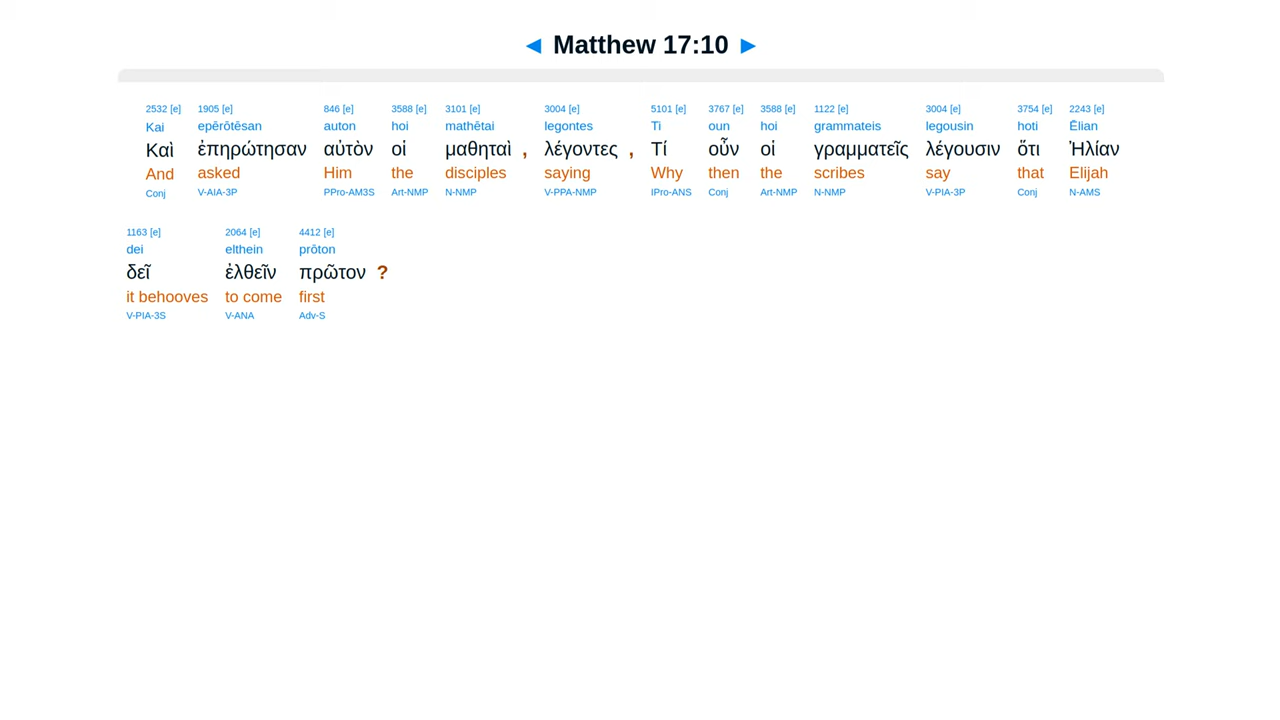 ◄ Matthew 17:10 ►
2532 [e] 1905 [e] 846 [e] 3588 [e] 3101 [e] 3004 [e] 5101 [e] 3767 [e] 3588 [e] 1122 [e] 3004 [e] 3754 [e] 2243 [e]
Kai epērōtēsan auton hoi mathētai legontes Ti oun hoi grammateis legousin hoti Ēlian
Καὶ ἐπηρώτησαν αὐτὸν οἱ μαθηταὶ , λέγοντες , Τί οὖν οἱ γραμματεῖς λέγουσιν ὅτι Ἠλίαν
And asked Him the disciples saying Why then the scribes say that Elijah
Conj V-AIA-3P PPro-AM3S Art-NMP N-NMP V-PPA-NMP IPro-ANS Conj Art-NMP N-NMP V-PIA-3P Conj N-AMS
1163 [e] 2064 [e] 4412 [e]
dei elthein prōton
δεῖ ἐλθεῖν πρῶτον ?
it behooves to come first
V-PIA-3S V-ANA Adv-S